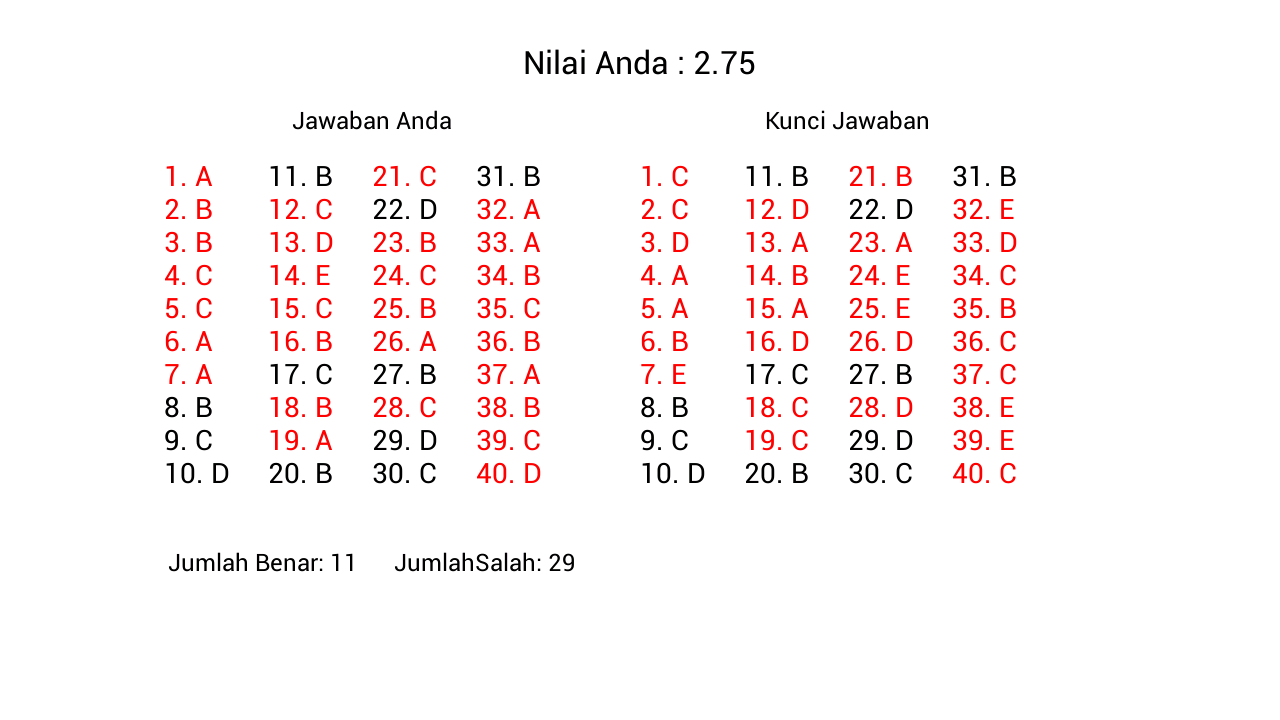 Nilai Anda : 2.75
Jawaban Anda Kunci Jawaban
1. A 11. B 21. C 31. B 1. C 11. B 21. B 31. B
2. B 12. C 22. D 32. A 2. C 12. D 22. D 32. E
3. B 13. D 23. B 33. A 3. D 13. A 23. A 33. D
4. C 14. E 24. C 34. B 4. A 14. B 24. E 34. C
5. C 15. C 25. B 35. C 5. A 15. A 25. E 35. B
6. A 16. B 26. A 36. B 6. B 16. D 26. D 36. C
7. A 17. C 27. B 37. A 7. E 17. C 27. B 37. C
8. B 18. B 28. C 38. B 8. B 18. C 28. D 38. E
9. C 19. A 29. D 39. C 9. C 19. C 29. D 39. E
10. D 20. B 30. C 40. D 10. D 20. B 30. C 40. C
Jumlah Benar: 11 JumlahSalah: 29